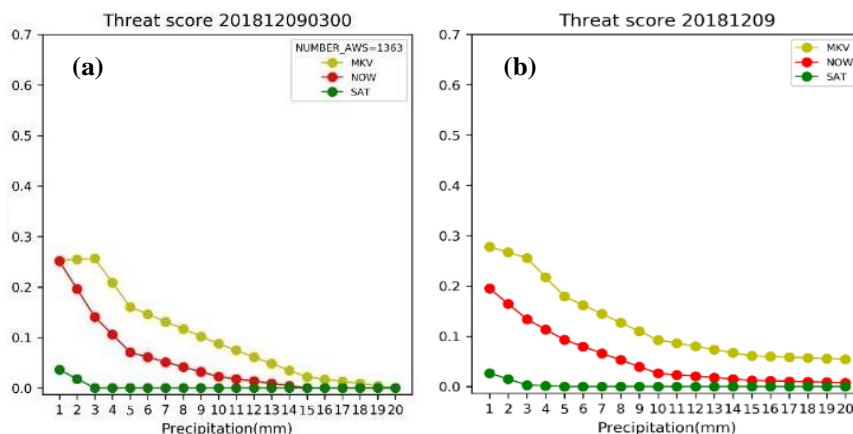 Threat score 201812090300
(a)
NUMBER_AWS=1363
MKV
NOW
SAT
0.7
0.6
0.5
0.4
0.3
0.2
0.1
0.0
1 2 3 4 5 6 7 8 9 10 11 12 13 14 15 16 17 18 19 20
Precipitation(mm)
Threat score 20181209
(b)
MKV
NOW
SAT
0.7
0.6
0.5
0.4
0.3
0.2
0.1
0.0
1 2 3 4 5 6 7 8 9 10 11 12 13 14 15 16 17 18 19 20
Precipitation(mm)